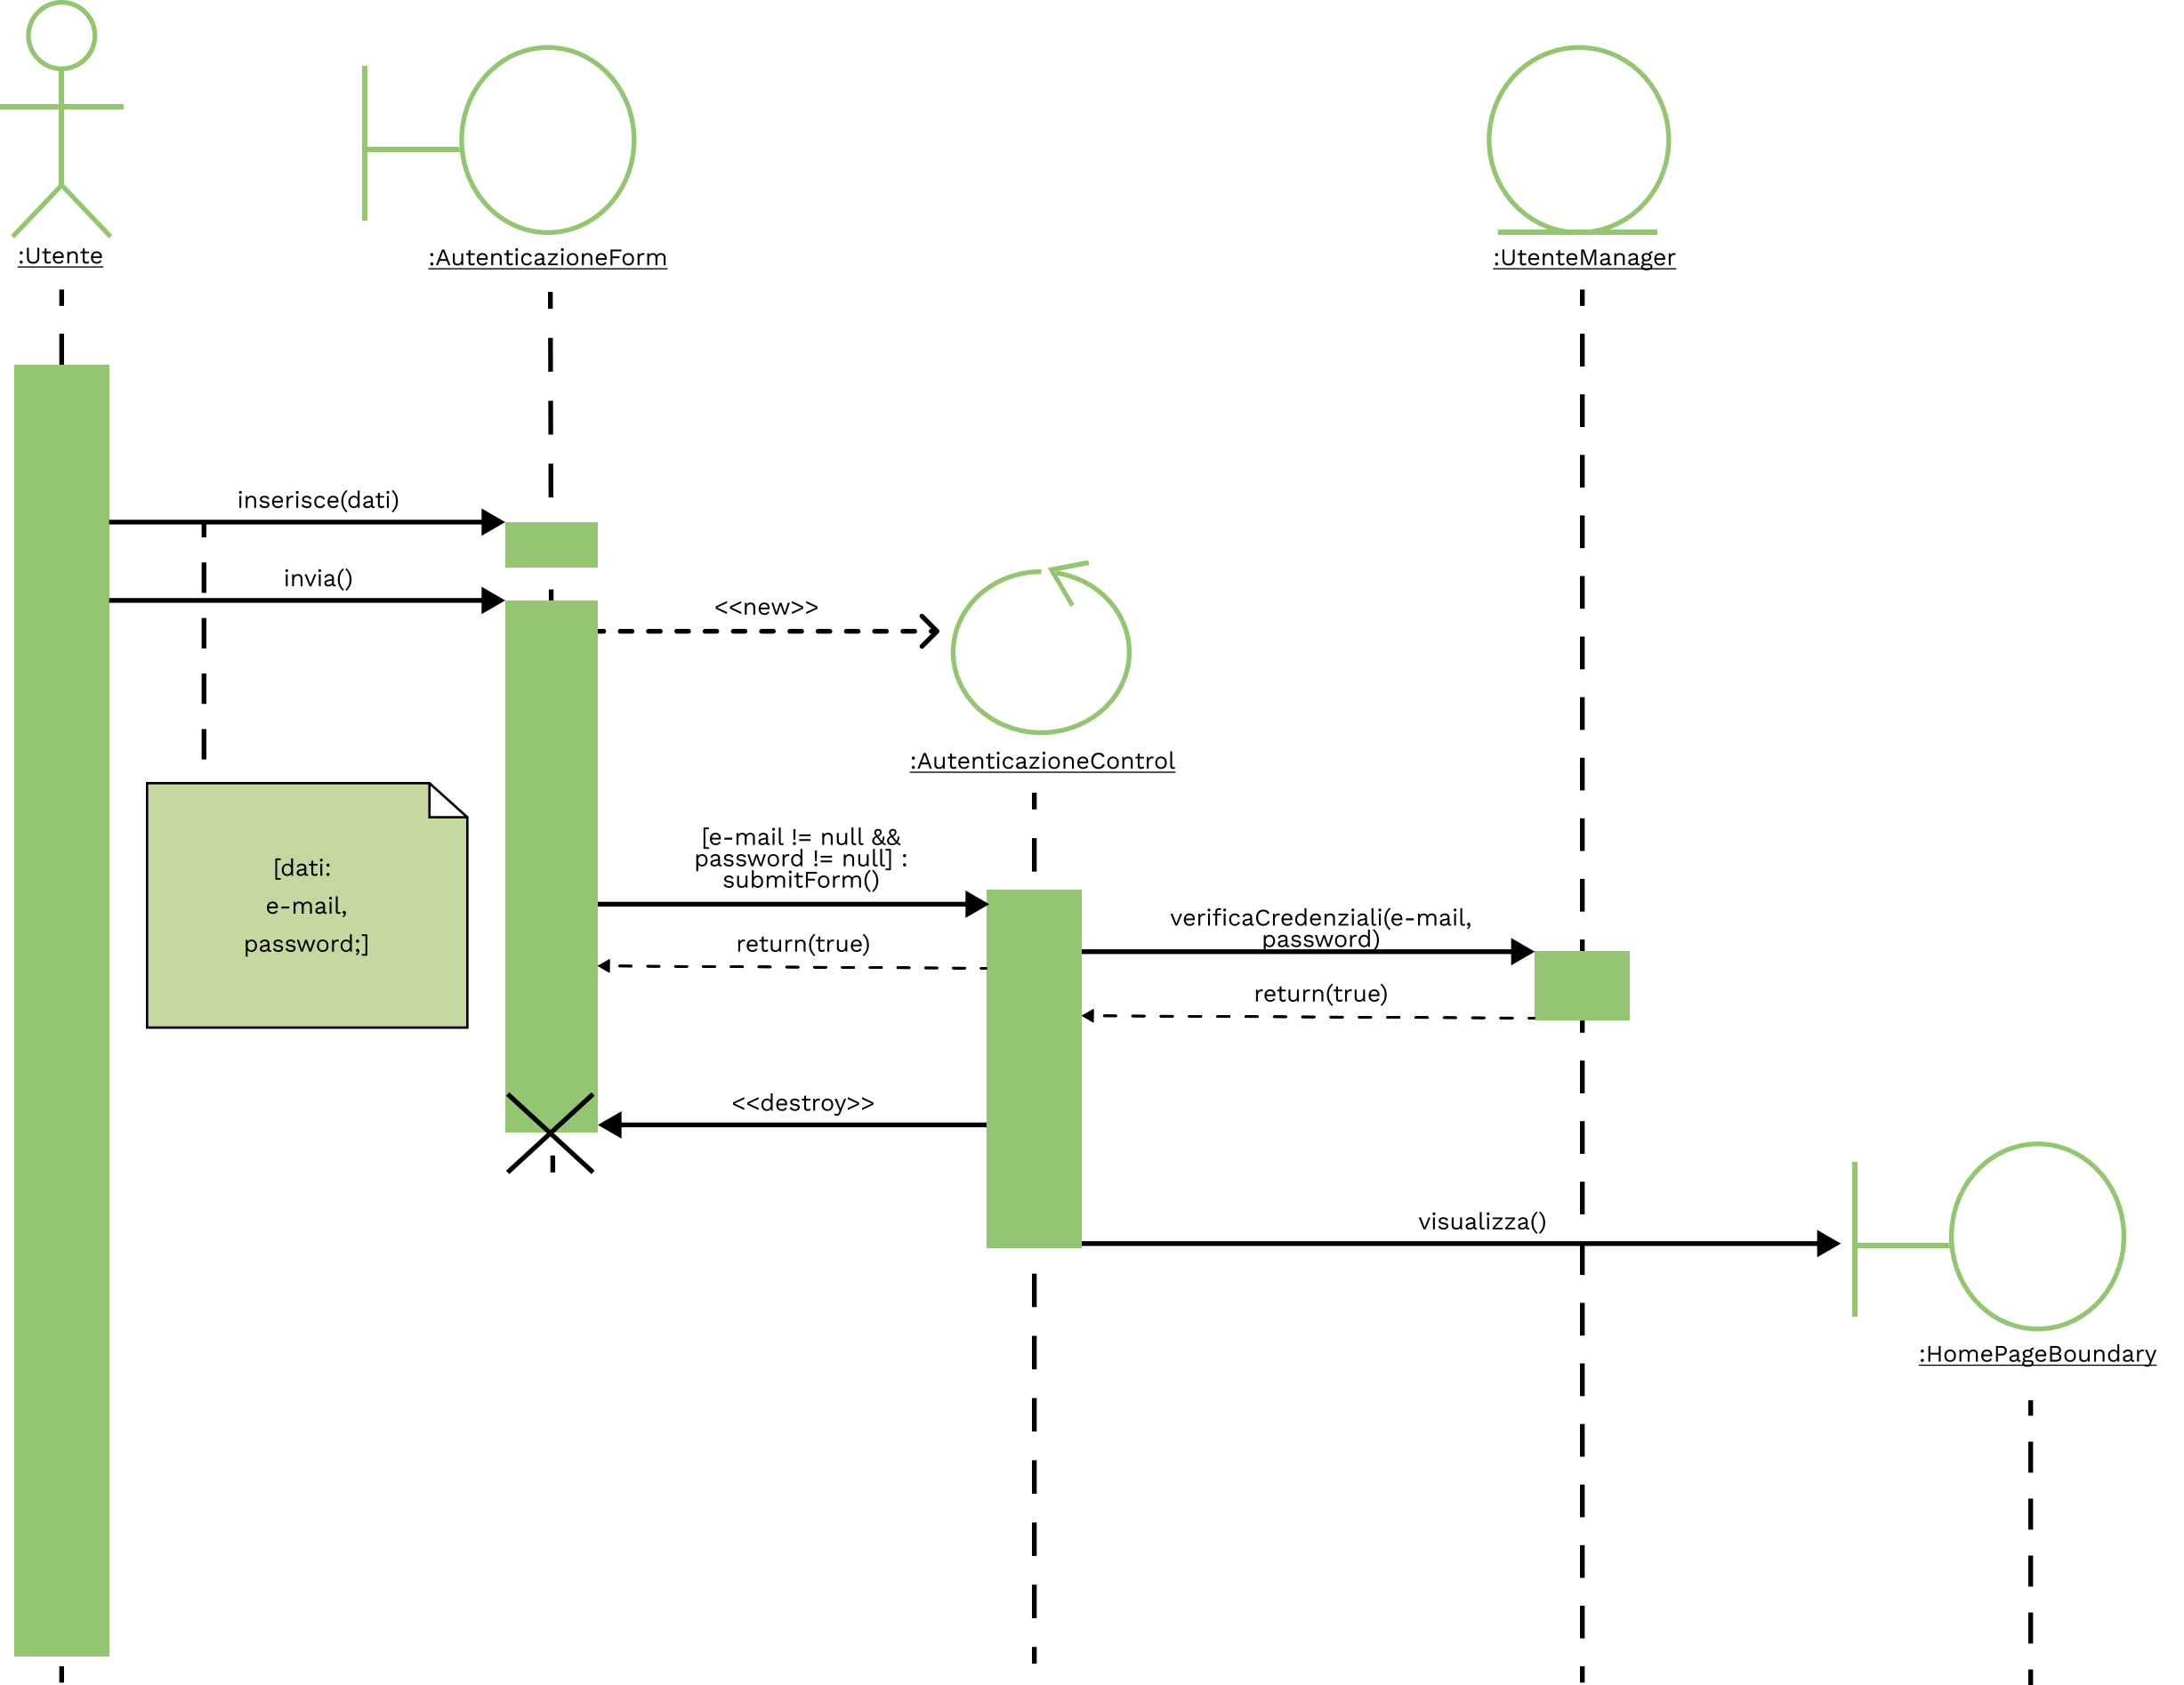 :Utente
:AutenticazioneForm
:UtenteManager
inserisce(dati)
invia()
<<new>>
:AutenticazioneControl
[e-mail != null &&
password != null] :
submitForm()
[dati:
e-mail,
password;]
verificaCredenziali(e-mail,
password)
return(true)
return(true)
<<destroy>>
visualizza()
:HomePageBoundary